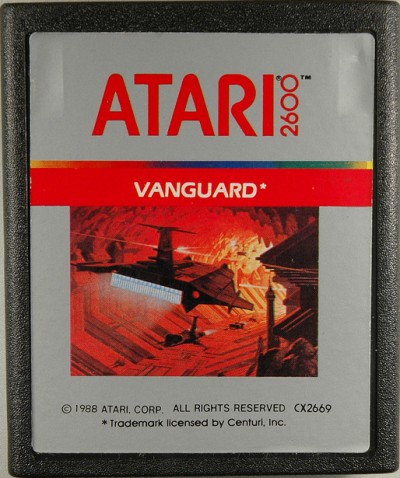 ATARI® 2600™
VANGUARD*
© 1988 ATARI, CORP. ALL RIGHTS RESERVED CX2669
* Trademark licensed by Centuri, Inc.